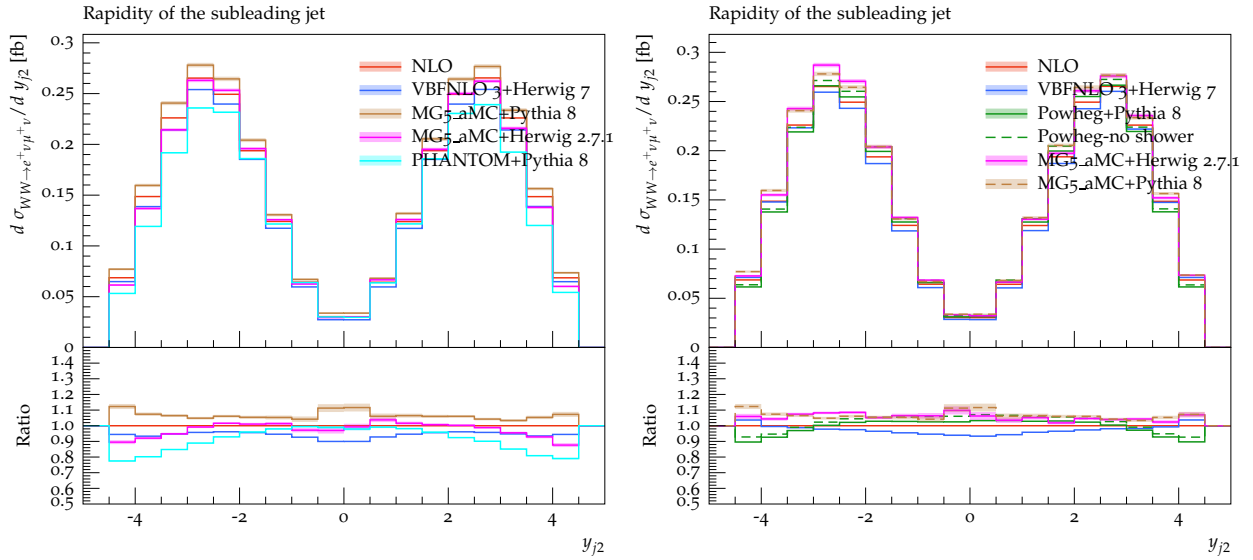 Rapidity of the subleading jet
d σ_{WW→e⁺νμ⁺ν} / d y_{j2} [fb]
0.3
0.25
0.2
0.15
0.1
0.05
0
NLO
VBFNLO 3+Herwig 7
MG5_aMC+Pythia 8
MG5_aMC+Herwig 2.7.1
PHANTOM+Pythia 8
Ratio
1.4
1.3
1.2
1.1
1.0
0.9
0.8
0.7
0.6
0.5
-4 -2 0 2 4
y_{j2}
Rapidity of the subleading jet
d σ_{WW→e⁺νμ⁺ν} / d y_{j2} [fb]
0.3
0.25
0.2
0.15
0.1
0.05
0
NLO
VBFNLO 3+Herwig 7
Powheg+Pythia 8
Powheg-no shower
MG5_aMC+Herwig 2.7.1
MG5_aMC+Pythia 8
Ratio
1.4
1.3
1.2
1.1
1.0
0.9
0.8
0.7
0.6
0.5
-4 -2 0 2 4
y_{j2}